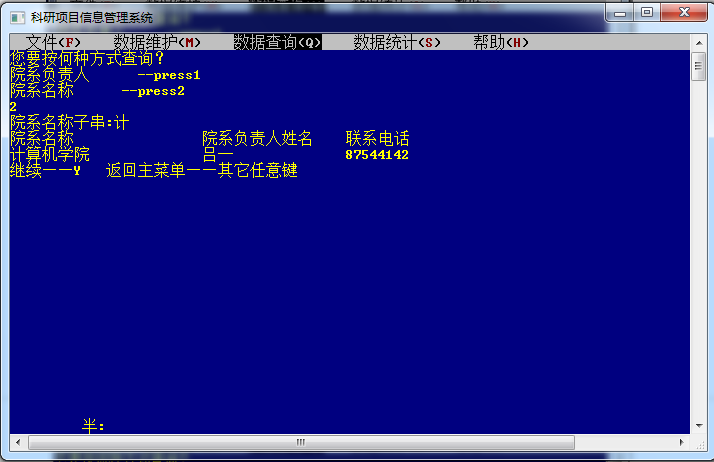 科研项目信息管理系统
文件(F) 数据维护(M) 数据查询(Q) 数据统计(S) 帮助(H)
您要按何种方式查询？
院系负责人 --press1
院系名称 --press2
2
院系名称子串:计
院系名称 院系负责人姓名 联系电话
计算机学院 吕一 87544142
继续——Y 返回主菜单——其它任意键
半: